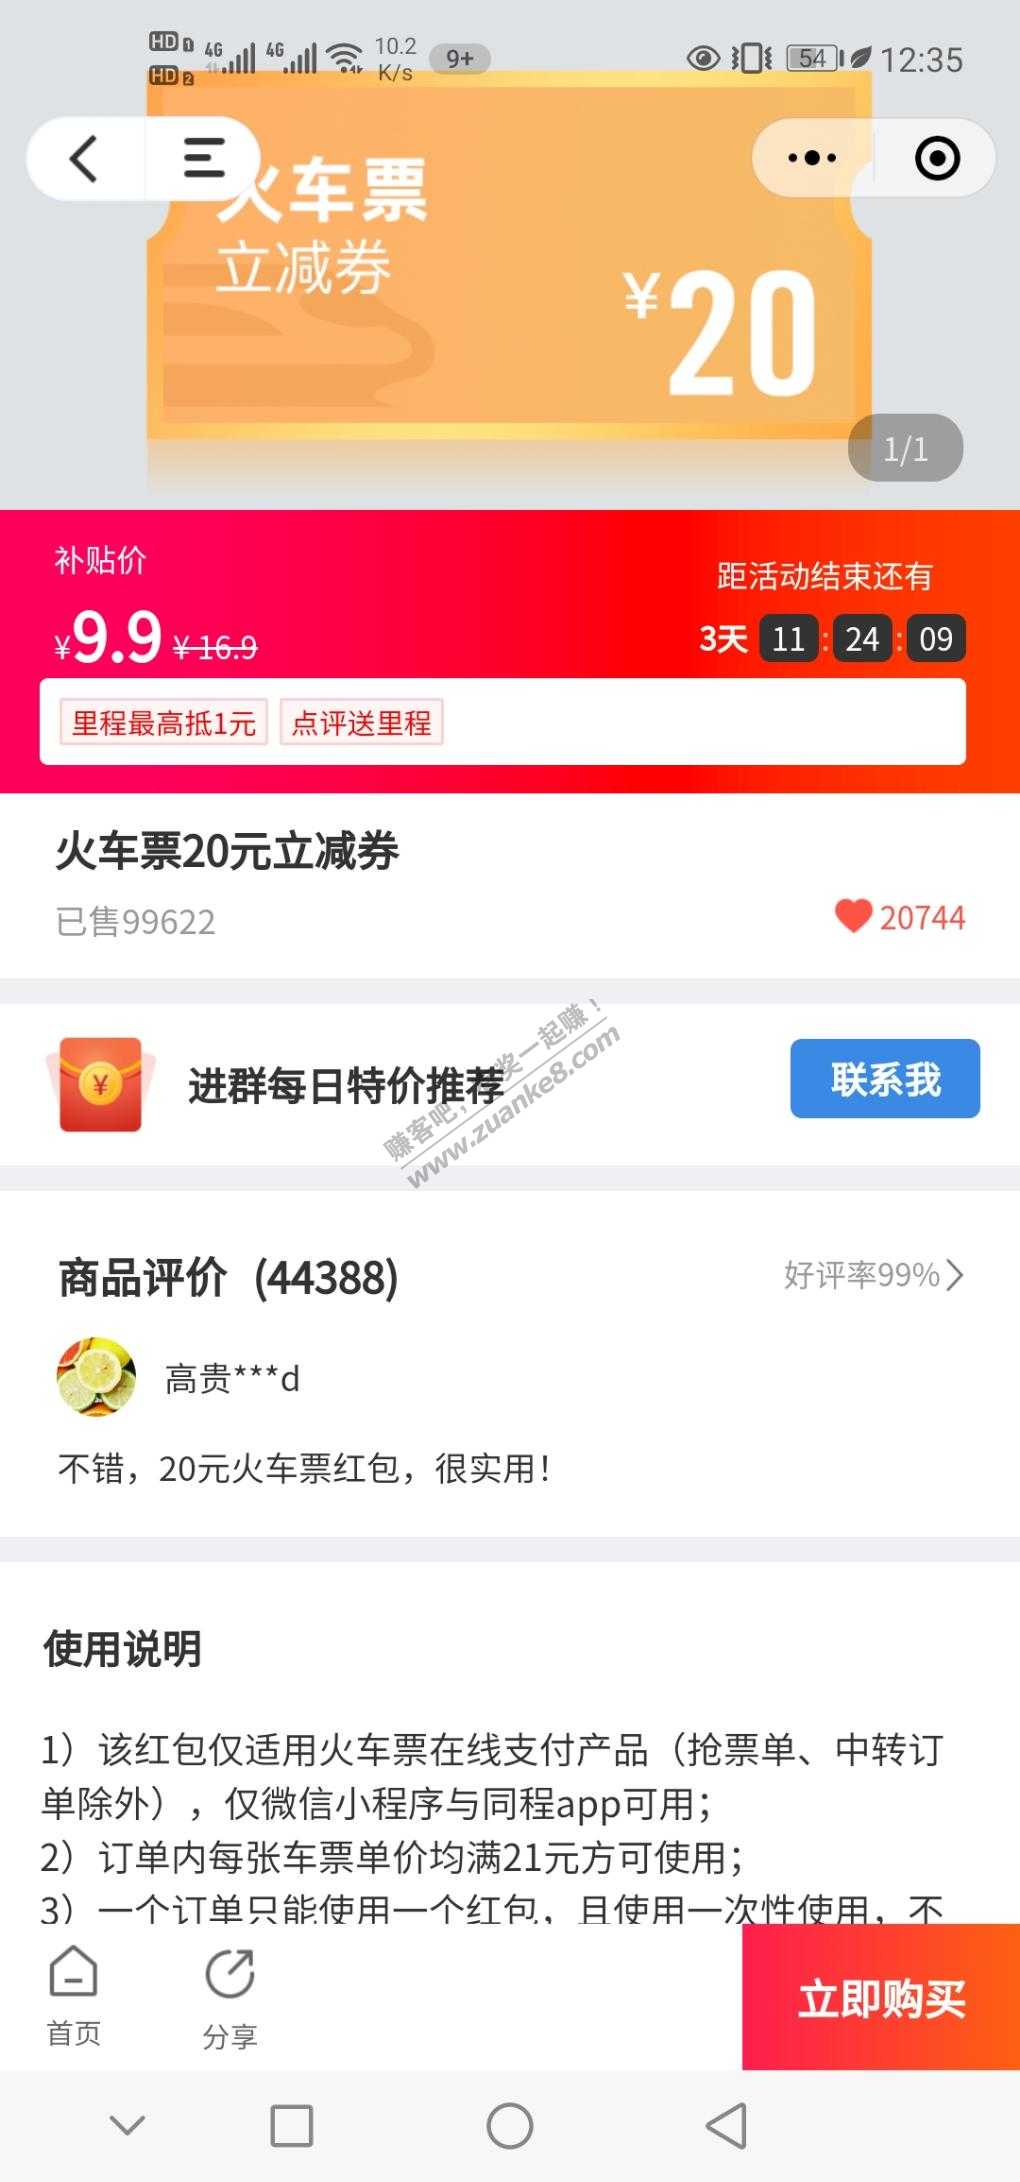 HD 1 4G 4G 10.2 K/s 9+ 54 12:35
HD 2
火车票
立减券
¥20
1/1
补贴价
距活动结束还有
¥9.9 ¥16.9
3天 11:24:09
里程最高抵1元 点评送里程
火车票20元立减券
已售99622
20744
进群每日特价推荐
联系我
赚客吧，有奖一起赚！
www.zuanke8.com
商品评价 (44388)
好评率99%
高贵***d
不错，20元火车票红包，很实用！
使用说明
1）该红包仅适用火车票在线支付产品（抢票单、中转订
单除外），仅微信小程序与同程app可用；
2）订单内每张车票单价均满21元方可使用；
3）一个订单只能使用一个红包，且使用一次性使用，不
首页
分享
立即购买